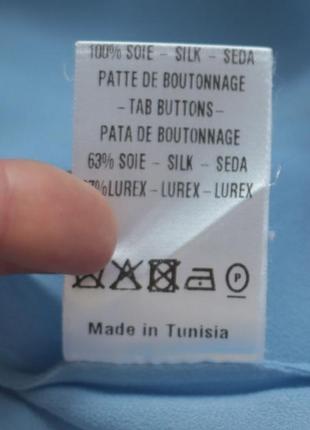 100% SOIE - SILK - SEDA
PATTE DE BOUTONNAGE
-TAB BUTTONS-
PATA DE BOUTONNAGE
63% SOIE - SILK - SEDA
LUREX - LUREX - LUREX
P
Made in Tunisia